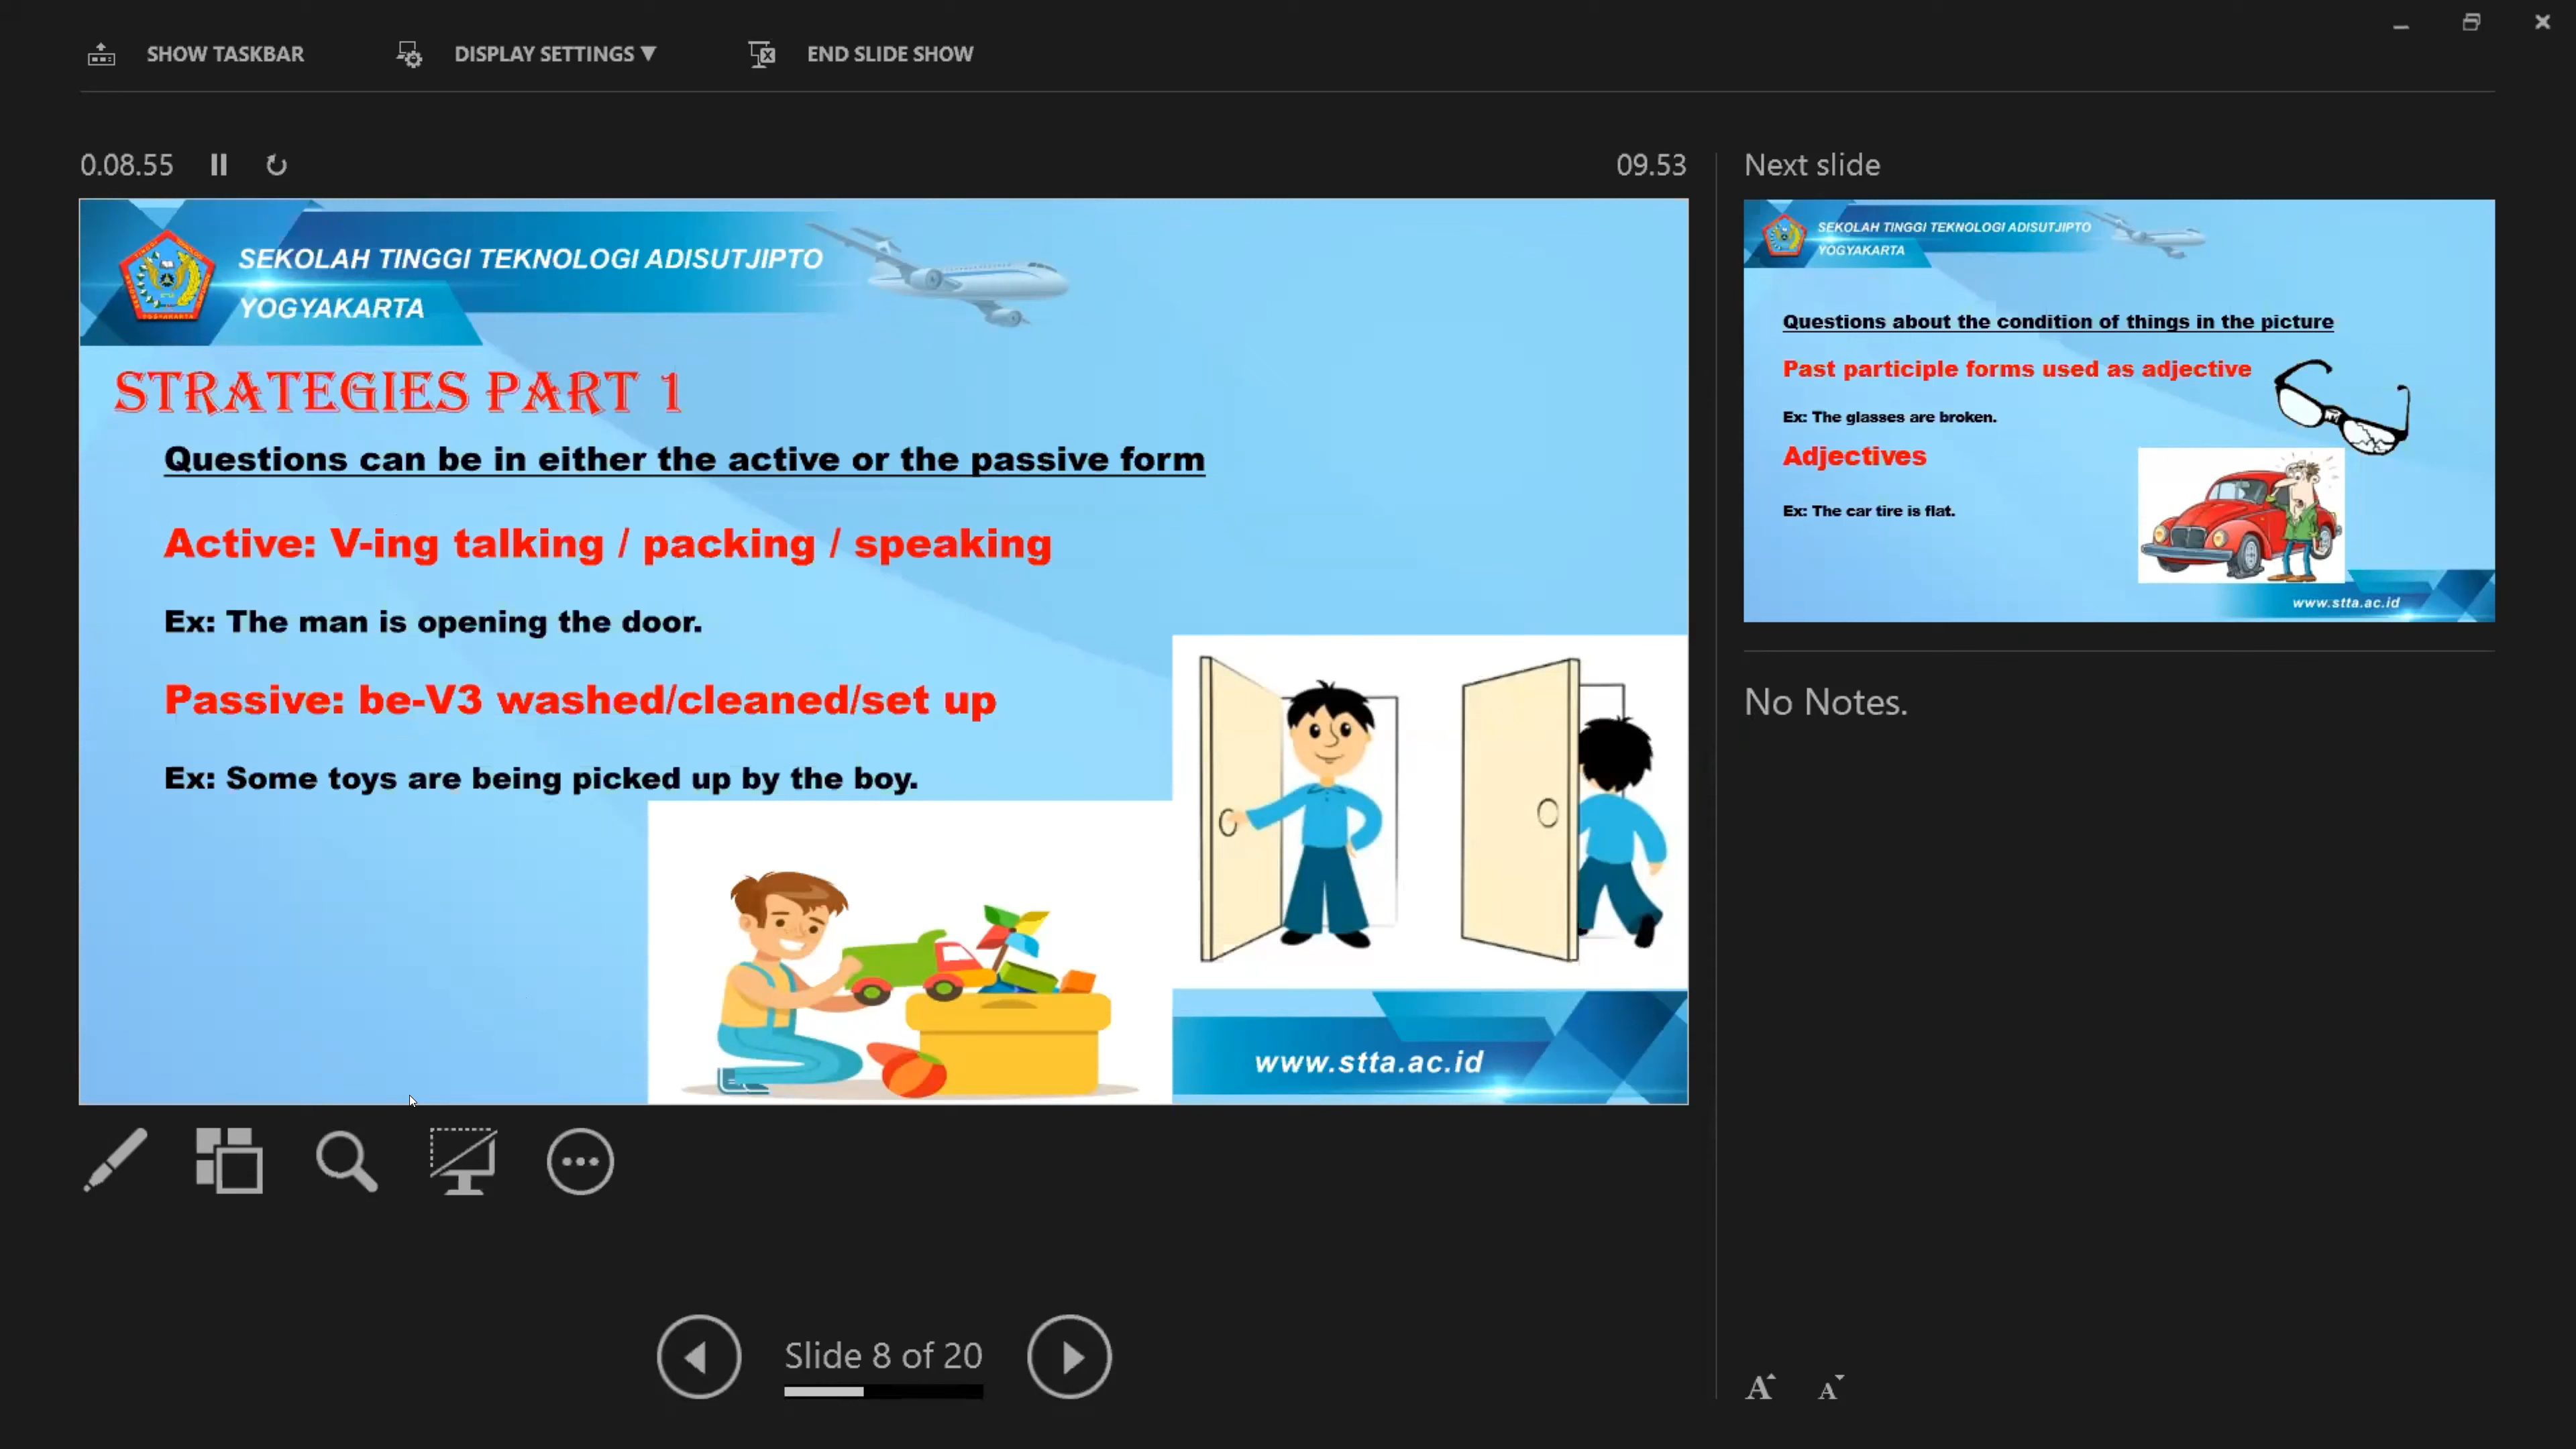 SHOW TASKBAR
DISPLAY SETTINGS ▼
END SLIDE SHOW
0.08.55
09.53
Next slide
SEKOLAH TINGGI TEKNOLOGI ADISUTJIPTO
YOGYAKARTA
STRATEGIES PART 1
Questions can be in either the active or the passive form
Active: V-ing talking / packing / speaking
Ex: The man is opening the door.
Passive: be-V3 washed/cleaned/set up
Ex: Some toys are being picked up by the boy.
www.stta.ac.id
SEKOLAH TINGGI TEKNOLOGI ADISUTJIPTO
YOGYAKARTA
Questions about the condition of things in the picture
Past participle forms used as adjective
Ex: The glasses are broken.
Adjectives
Ex: The car tire is flat.
www.stta.ac.id
No Notes.
Slide 8 of 20
A A